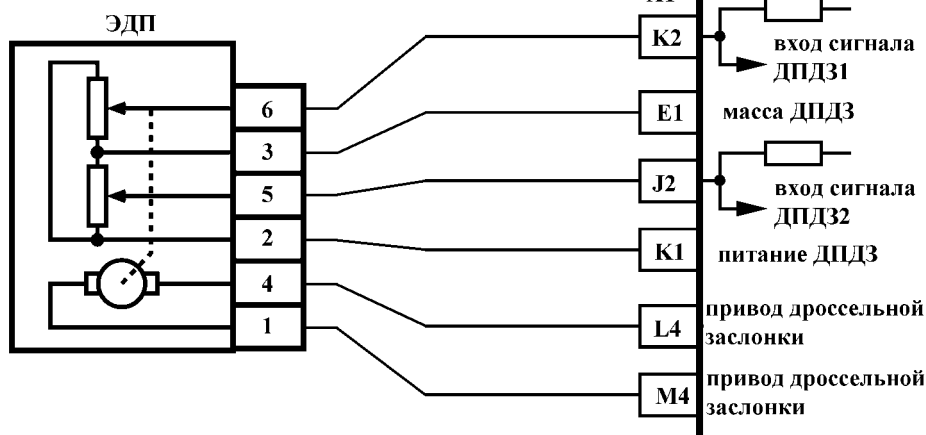 ЭДП
6
3
5
2
4
1
K2
E1
J2
K1
L4
M4
вход сигнала
ДПДЗ1
масса ДПДЗ
вход сигнала
ДПДЗ2
питание ДПДЗ
привод дроссельной
заслонки
привод дроссельной
заслонки